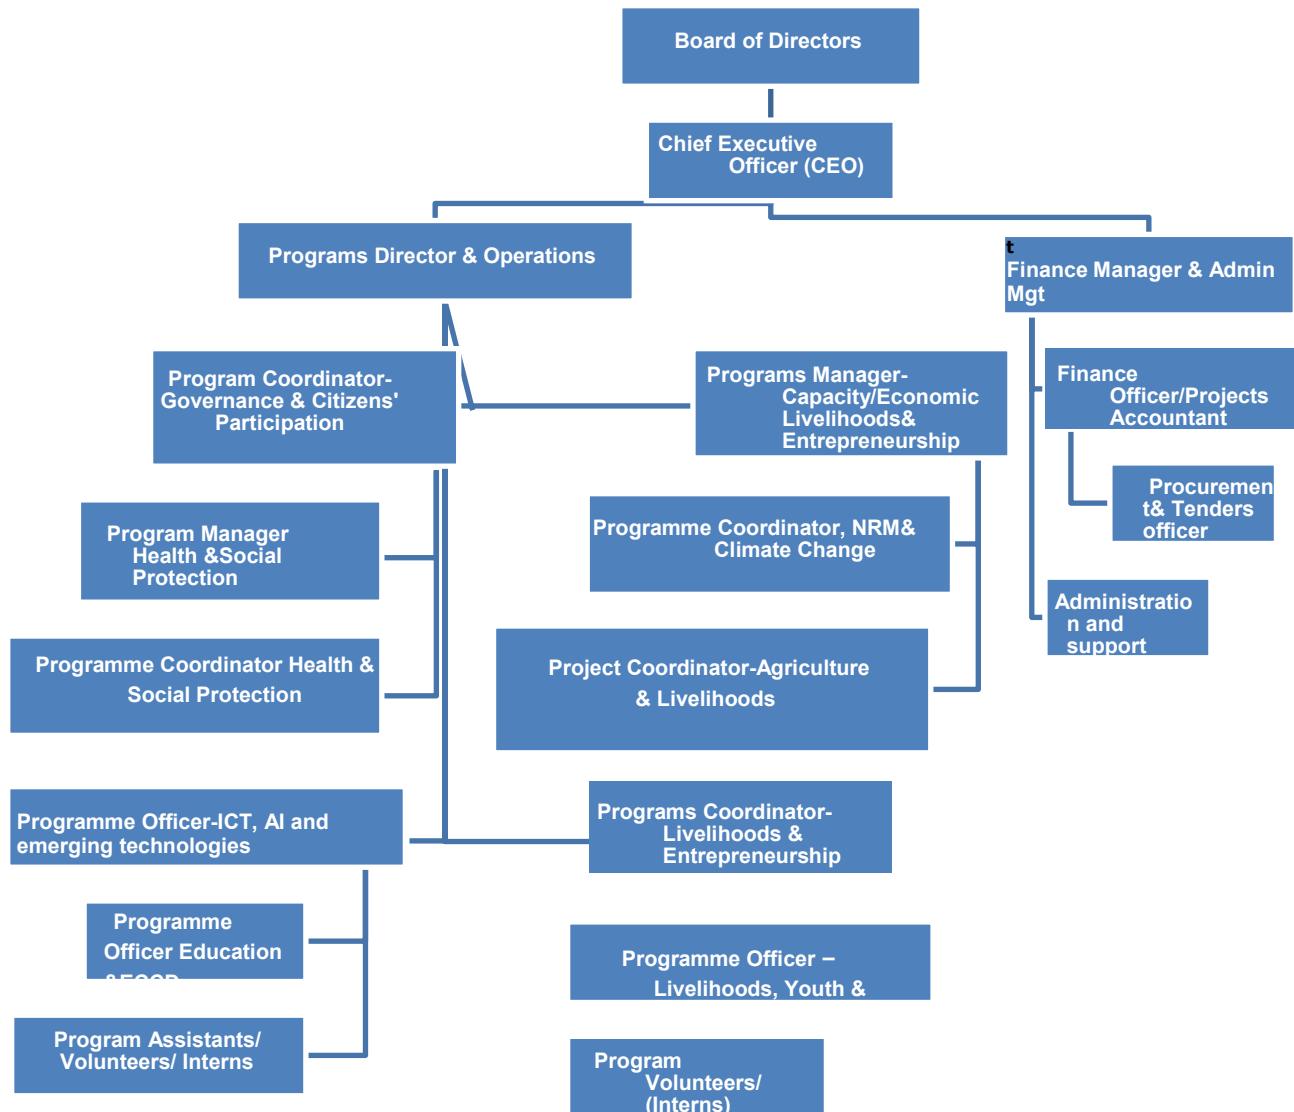 Board of Directors
Chief Executive
Officer (CEO)
Programs Director & Operations
t
Finance Manager & Admin
Mgt
Program Coordinator-
Governance & Citizens'
Participation
Programs Manager-
Capacity/Economic
Livelihoods&
Entrepreneurship
Finance
Officer/Projects
Accountant
Procuremen
t& Tenders
officer
Program Manager
Health &Social
Protection
Programme Coordinator, NRM&
Climate Change
Administratio
n and
support
Programme Coordinator Health &
Social Protection
Project Coordinator-Agriculture
& Livelihoods
Programme Officer-ICT, AI and
emerging technologies
Programs Coordinator-
Livelihoods &
Entrepreneurship
Programme
Officer Education
Programme Officer –
Livelihoods, Youth &
Program Assistants/
Volunteers/ Interns
Program
Volunteers/
(Interns)